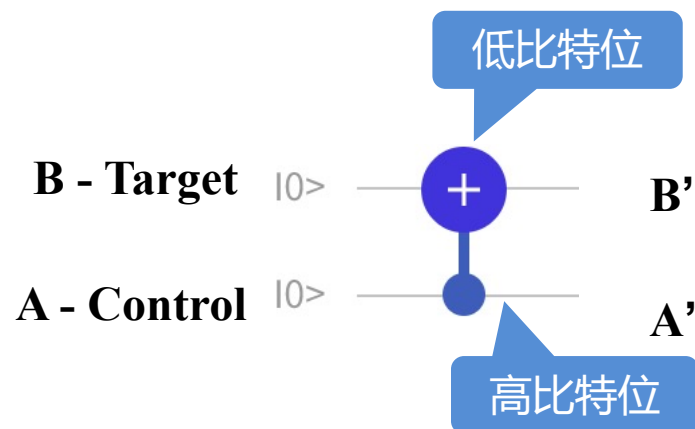 低比特位
B - Target |0> + B’
A - Control |0> A’
高比特位